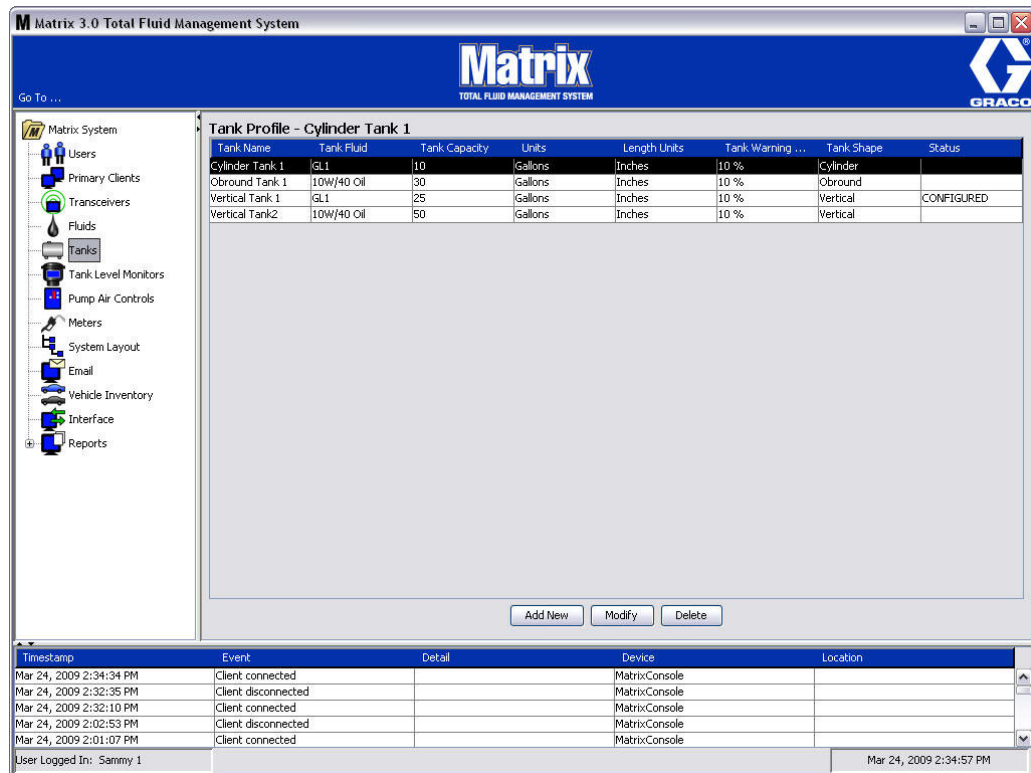 M Matrix 3.0 Total Fluid Management System
Matrix
TOTAL FLUID MANAGEMENT SYSTEM
GRACO
®
Go To ...
M Matrix System
Users
Primary Clients
Transceivers
Fluids
Tanks
Tank Level Monitors
Pump Air Controls
Meters
System Layout
Email
Vehicle Inventory
Interface
Reports
Tank Profile - Cylinder Tank 1
Tank Name Tank Fluid Tank Capacity Units Length Units Tank Warning ... Tank Shape Status
Cylinder Tank 1 GL1 10 Gallons Inches 10 % Cylinder
Obround Tank 1 10W/40 Oil 30 Gallons Inches 10 % Obround
Vertical Tank 1 GL1 25 Gallons Inches 10 % Vertical CONFIGURED
Vertical Tank2 10W/40 Oil 50 Gallons Inches 10 % Vertical
Add New Modify Delete
Timestamp Event Detail Device Location
Mar 24, 2009 2:34:34 PM Client connected MatrixConsole
Mar 24, 2009 2:32:35 PM Client disconnected MatrixConsole
Mar 24, 2009 2:32:10 PM Client connected MatrixConsole
Mar 24, 2009 2:02:53 PM Client disconnected MatrixConsole
Mar 24, 2009 2:01:07 PM Client connected MatrixConsole
User Logged In: Sammy 1 Mar 24, 2009 2:34:57 PM